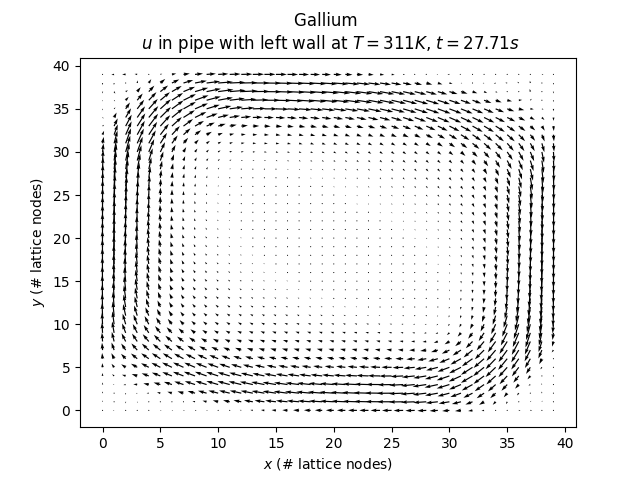 Gallium
u in pipe with left wall at T = 311K, t = 27.71s
40
35
30
25
20
15
10
5
0
y (# lattice nodes)
0 5 10 15 20 25 30 35 40
x (# lattice nodes)